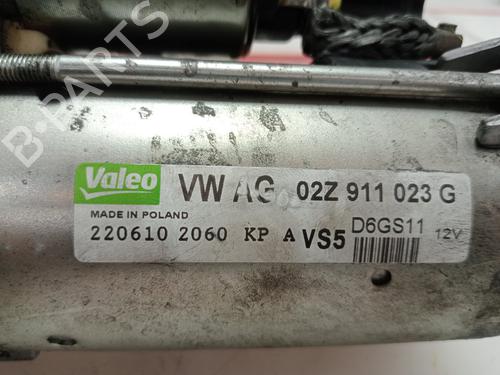 B-PARTS
Valeo VW AG 02Z 911 023 G
MADE IN POLAND
220610 2060 KP A VS5 D6GS11 12V